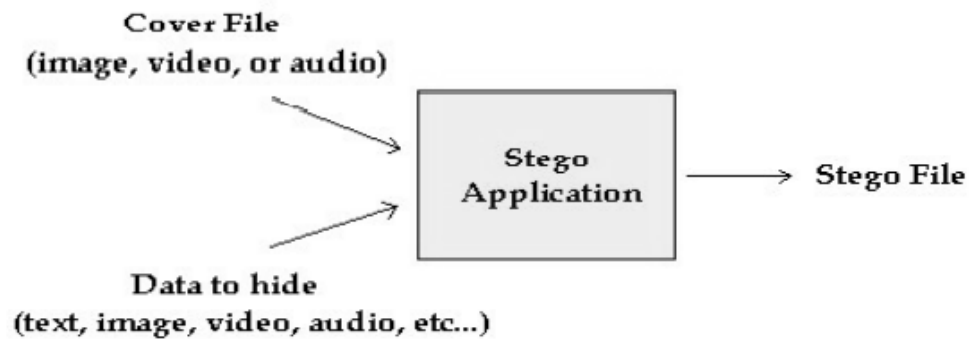 Cover File
(image, video, or audio)
Stego
Application
Stego File
Data to hide
(text, image, video, audio, etc...)